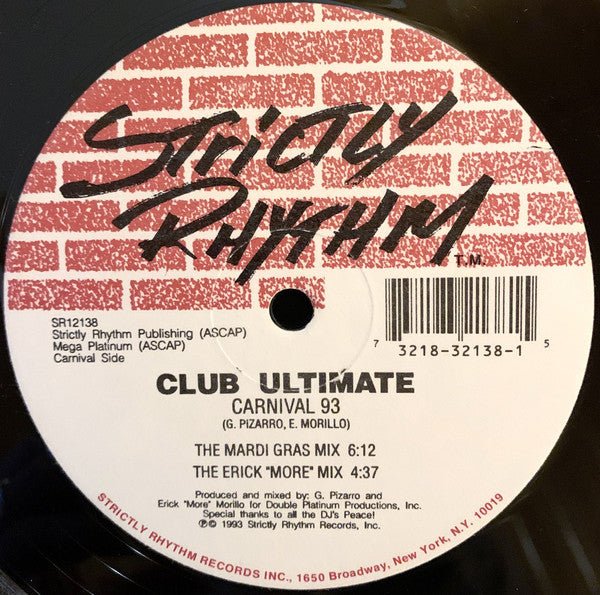 STRICTLY
RHYTHM
T.M.
SR12138
Strictly Rhythm Publishing (ASCAP)
Mega Platinum (ASCAP)
Carnival Side
7 3218-32138-1 5
CLUB ULTIMATE
CARNIVAL 93
(G. PIZARRO, E. MORILLO)
THE MARDI GRAS MIX 6:12
THE ERICK "MORE" MIX 4:37
Produced and mixed by: G. Pizarro and
Erick "More" Morillo for Double Platinum Productions, Inc.
Special thanks to all the DJ's Peace!
℗© 1993 Strictly Rhythm Records, Inc.
STRICTLY RHYTHM RECORDS INC., 1650 Broadway, New York, N.Y. 10019